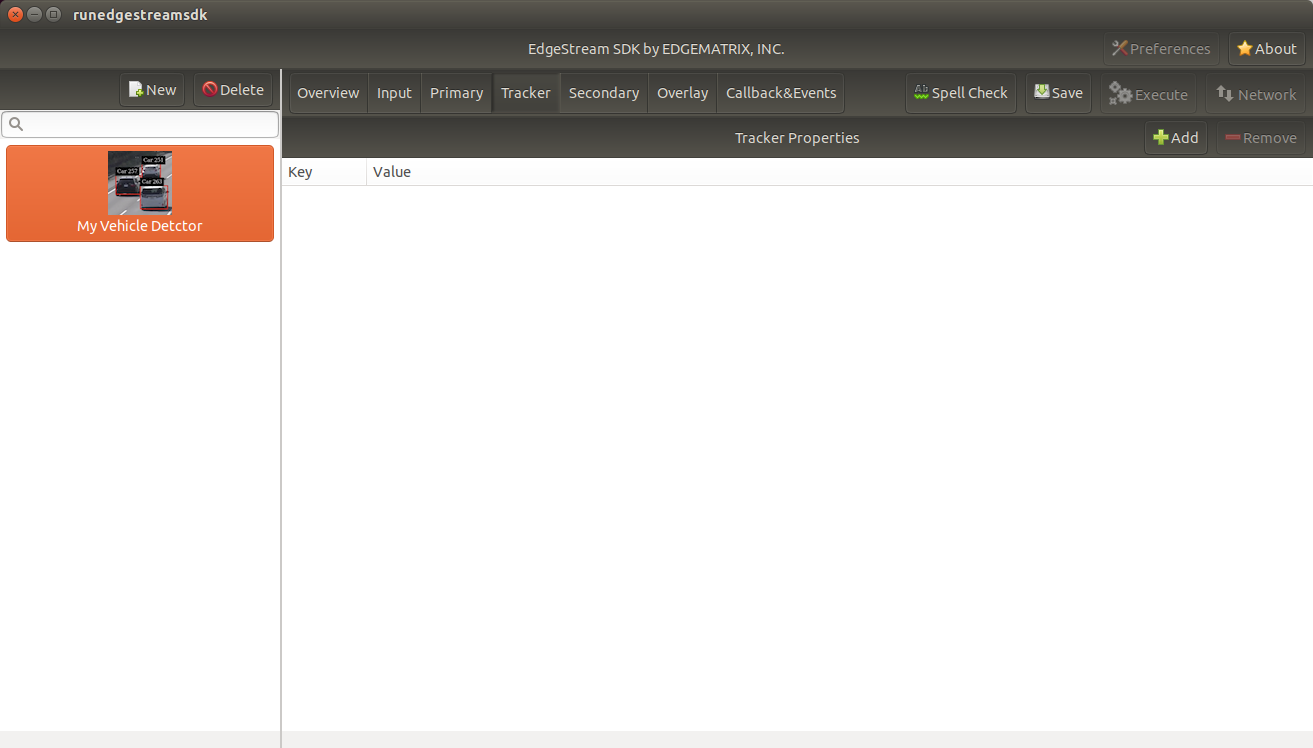 runedgestreamsdk
EdgeStream SDK by EDGEMATRIX, INC.
Preferences
About
New
Delete
Overview
Input
Primary
Tracker
Secondary
Overlay
Callback&Events
Spell Check
Save
Execute
Network
Tracker Properties
Add
Remove
Key
Value
Car 251
Car 257
Car 263
My Vehicle Detctor